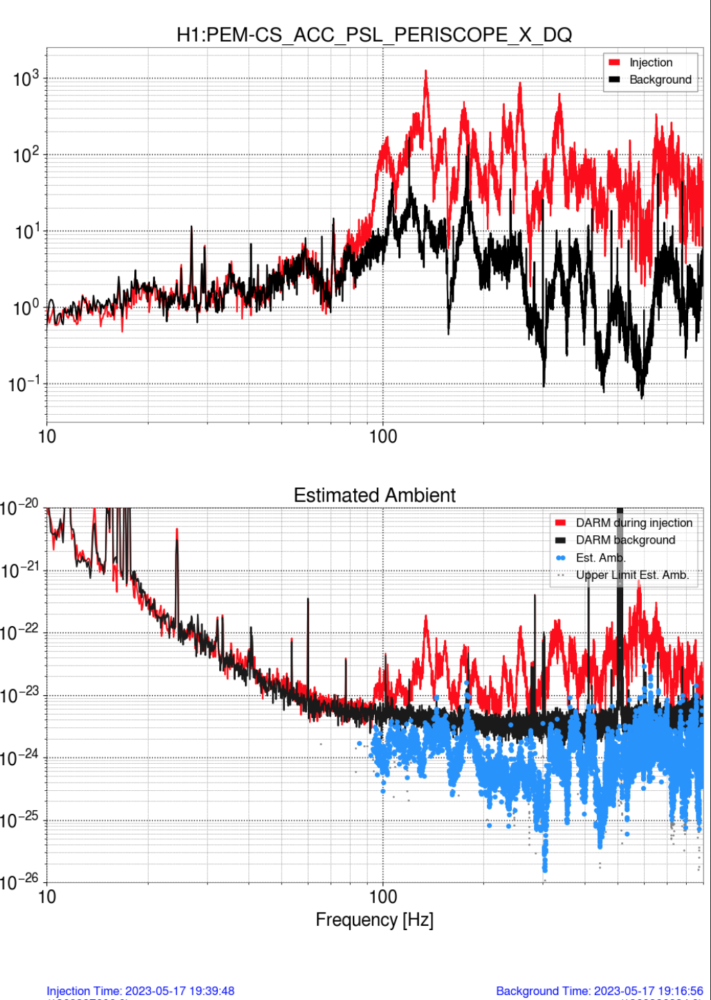 H1:PEM-CS_ACC_PSL_PERISCOPE_X_DQ
Injection
Background
10³
10²
10¹
10⁰
10⁻¹
10
100
Estimated Ambient
10⁻²⁰
DARM during injection
DARM background
Est. Amb.
Upper Limit Est. Amb.
10⁻²¹
10⁻²²
10⁻²³
10⁻²⁴
10⁻²⁵
10⁻²⁶
10
100
Frequency [Hz]
Injection Time: 2023-05-17 19:39:48
Background Time: 2023-05-17 19:16:56